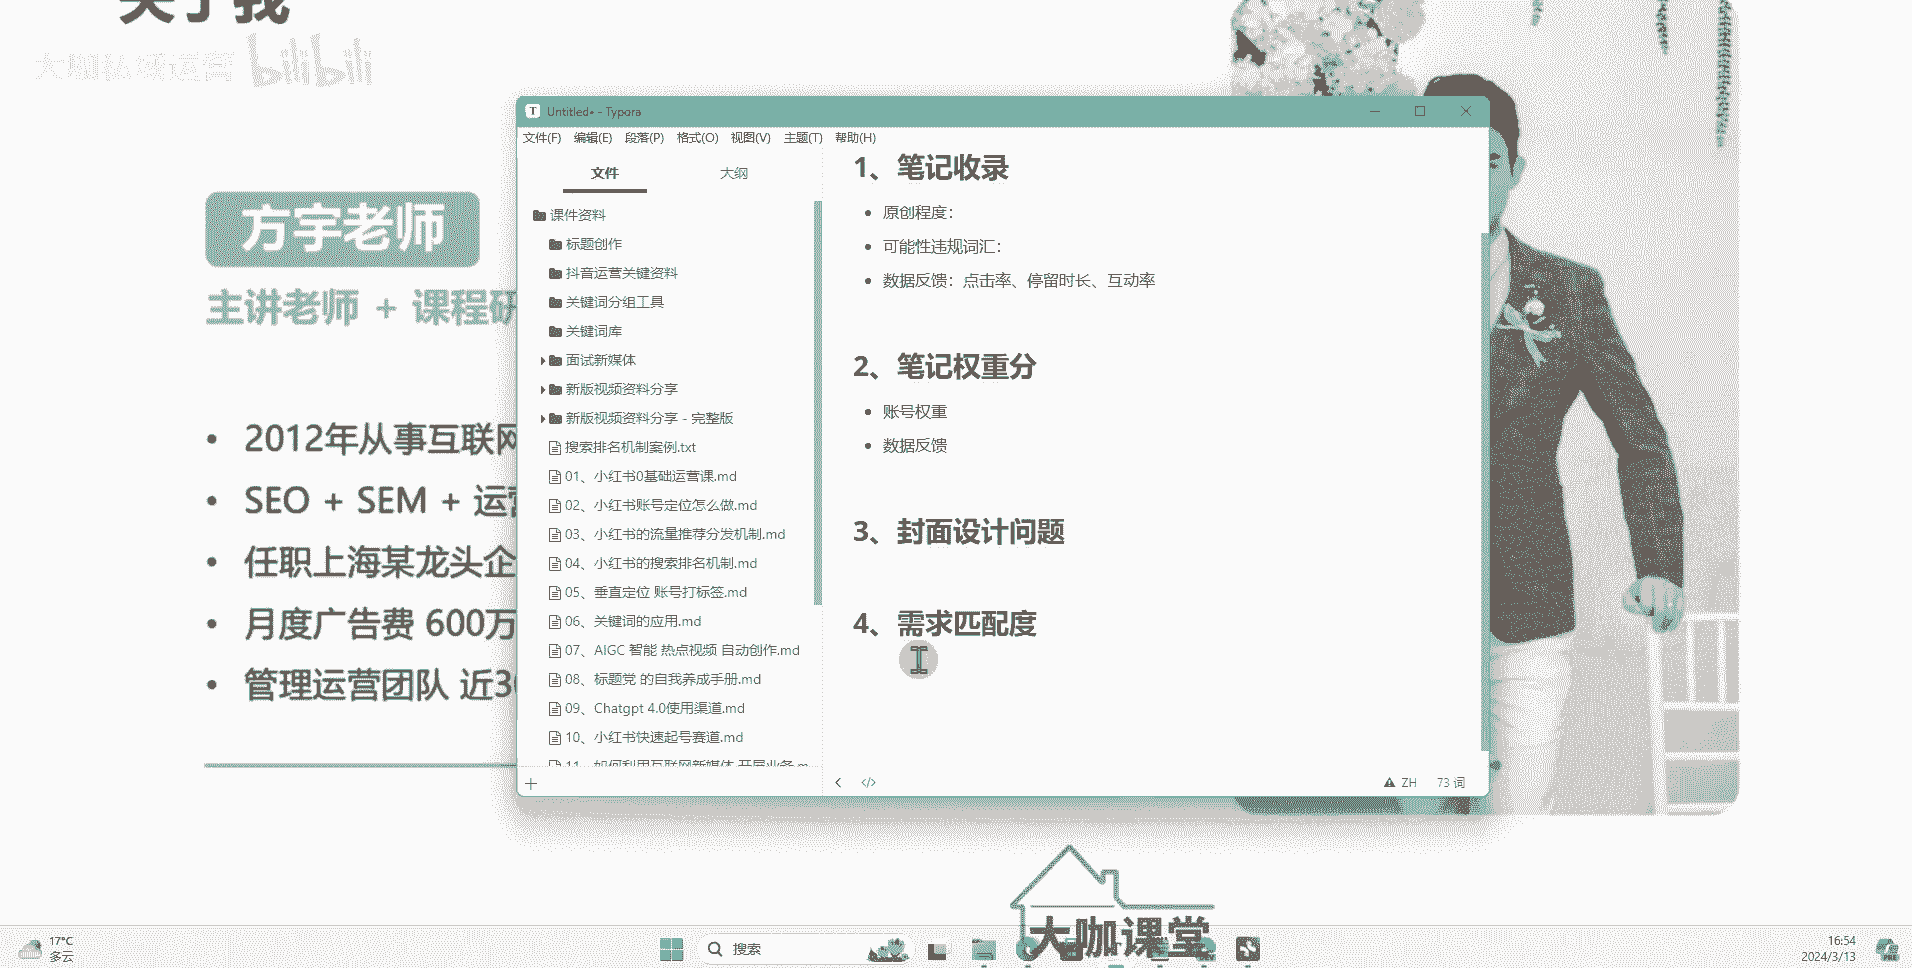 关于我
大咖私域运营 bilibili
方宇老师
主讲老师 + 课程研
2012年从事互联网
SEO + SEM + 运营
任职上海某龙头企
月度广告费 600万
管理运营团队 近30
Untitled• - Typora
文件(F) 编辑(E) 段落(P) 格式(O) 视图(V) 主题(T) 帮助(H)
文件 大纲
课件资料
标题创作
抖音运营关键资料
关键词分组工具
关键词库
面试新媒体
新版视频资料分享
新版视频资料分享 - 完整版
搜索排名机制案例.txt
01、小红书0基础运营课.md
02、小红书账号定位怎么做.md
03、小红书的流量推荐分发机制.md
04、小红书的搜索排名机制.md
05、垂直定位 账号打标签.md
06、关键词的应用.md
07、AIGC 智能 热点视频 自动创作.md
08、标题党 的自我养成手册.md
09、Chatgpt 4.0使用渠道.md
10、小红书快速起号赛道.md
11、如何利用互联网新媒体 开展业务.m
1、笔记收录
原创程度：
可能性违规词汇：
数据反馈：点击率、停留时长、互动率
2、笔记权重分
账号权重
数据反馈
3、封面设计问题
4、需求匹配度
ZH 73 词
大咖课堂
17°C
多云
搜索
16:54
2024/3/13